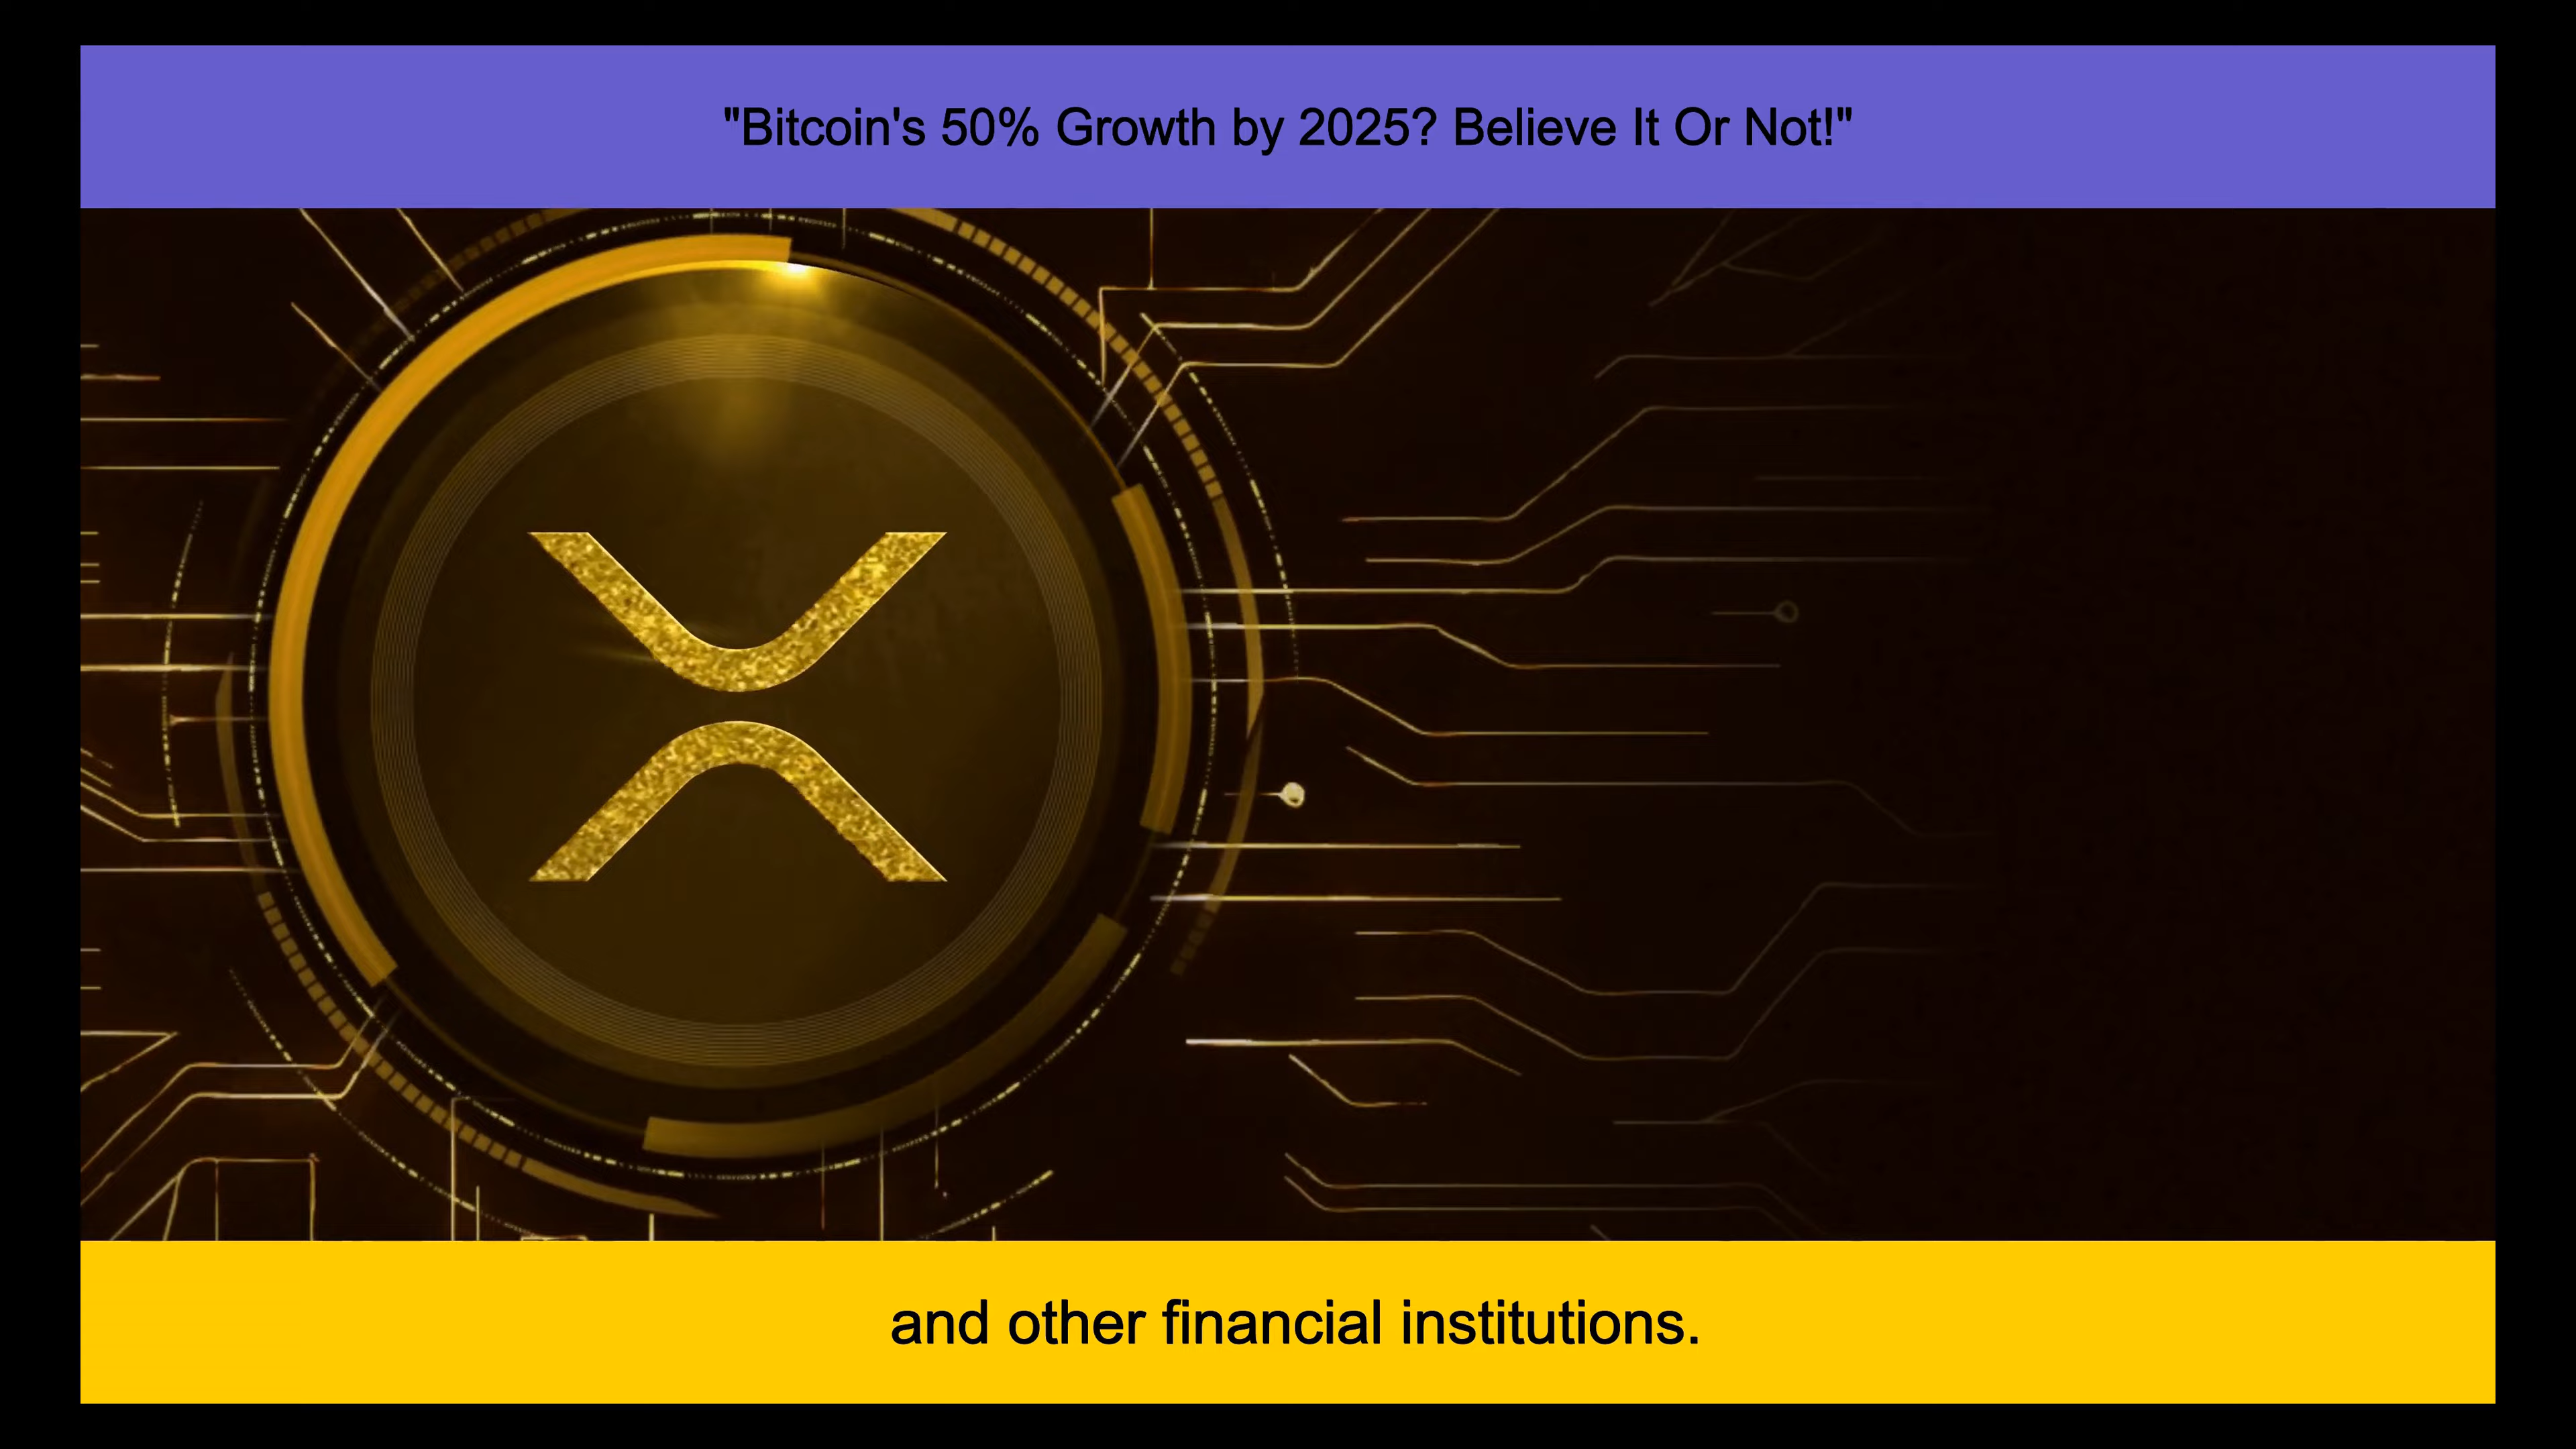 "Bitcoin's 50% Growth by 2025? Believe It Or Not!"
and other financial institutions.